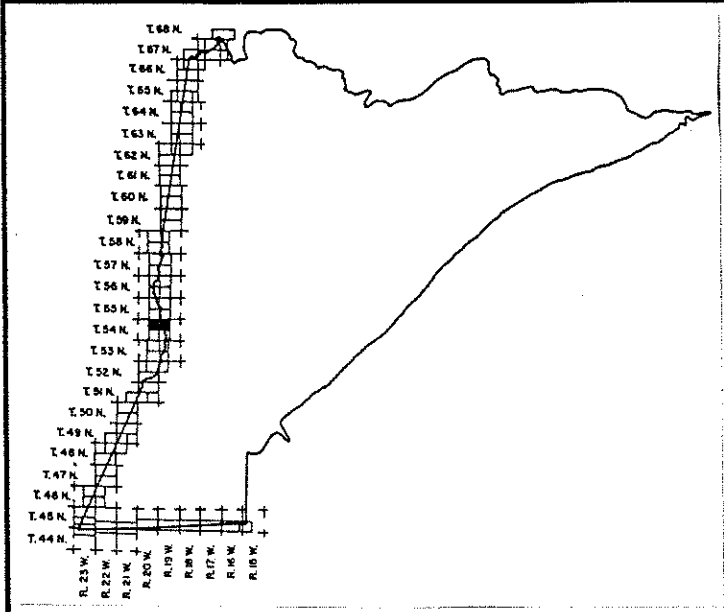 T. 68 N.
T. 67 N.
T. 66 N.
T. 65 N.
T. 64 N.
T. 63 N.
T. 62 N.
T. 61 N.
T. 60 N.
T. 59 N.
T. 58 N.
T. 57 N.
T. 56 N.
T. 55 N.
T. 54 N.
T. 53 N.
T. 52 N.
T. 51 N.
T. 50 N.
T. 49 N.
T. 48 N.
T. 47 N.
T. 46 N.
T. 45 N.
T. 44 N.
R. 23 W.
R. 22 W.
R. 21 W.
R. 20 W.
R. 19 W.
R. 18 W.
R. 17 W.
R. 16 W.
R. 15 W.